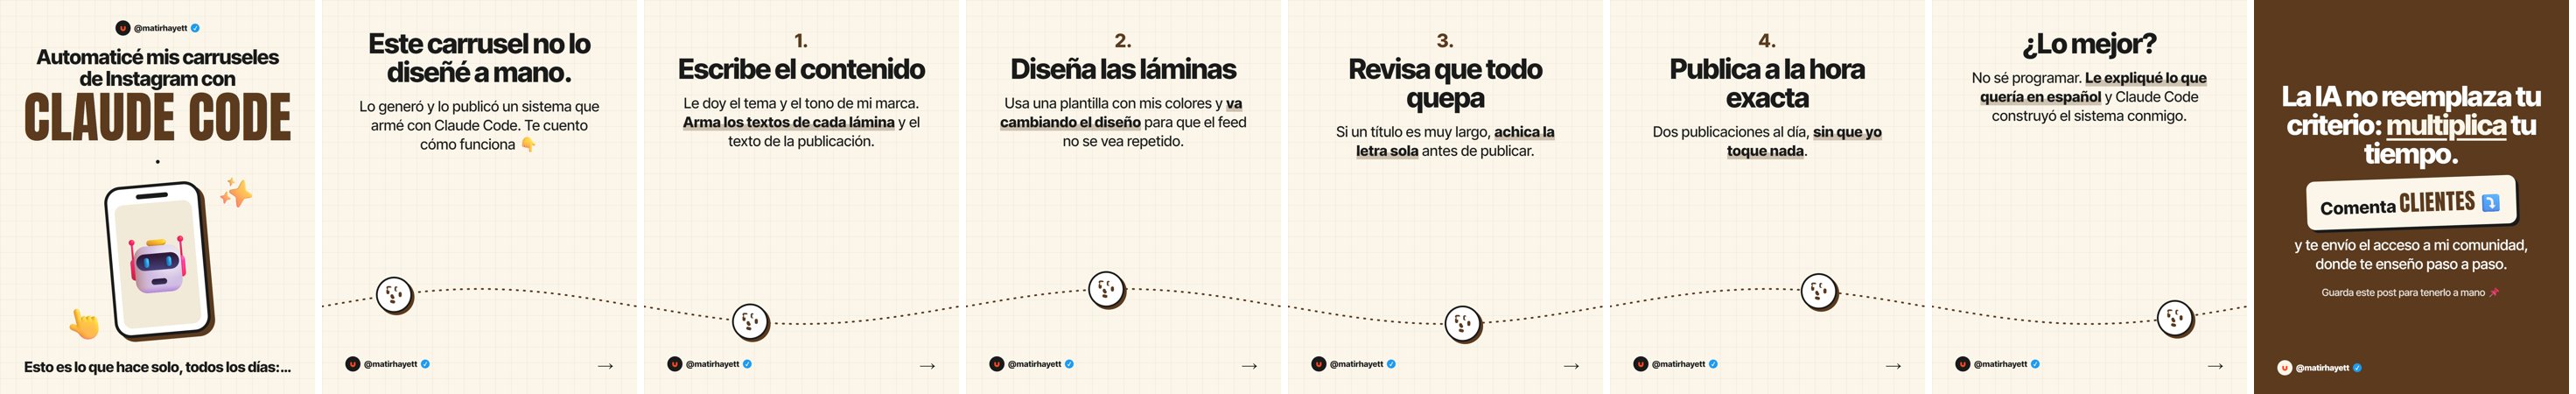 @matirhayett
Automaticé mis carruseles
de Instagram con
CLAUDE CODE
.
Esto es lo que hace solo, todos los días:...
Este carrusel no lo
diseñé a mano.
Lo generó y lo publicó un sistema que
armé con Claude Code. Te cuento
cómo funciona 👇
@matirhayett
→
1.
Escribe el contenido
Le doy el tema y el tono de mi marca.
Arma los textos de cada lámina y el
texto de la publicación.
@matirhayett
→
2.
Diseña las láminas
Usa una plantilla con mis colores y va
cambiando el diseño para que el feed
no se vea repetido.
@matirhayett
→
3.
Revisa que todo
quepa
Si un título es muy largo, achica la
letra sola antes de publicar.
@matirhayett
→
4.
Publica a la hora
exacta
Dos publicaciones al día, sin que yo
toque nada.
@matirhayett
→
¿Lo mejor?
No sé programar. Le expliqué lo que
quería en español y Claude Code
construyó el sistema conmigo.
@matirhayett
→
La IA no reemplaza tu
criterio: multiplica tu
tiempo.
Comenta CLIENTES ⤵️
y te envío el acceso a mi comunidad,
donde te enseño paso a paso.
Guarda este post para tenerlo a mano 📌
@matirhayett